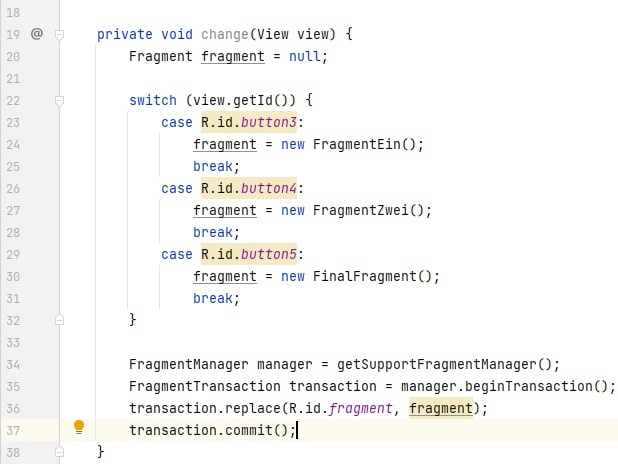 18
19 @ private void change(View view) {
20 Fragment fragment = null;
21
22 switch (view.getId()) {
23 case R.id.button3:
24 fragment = new FragmentEin();
25 break;
26 case R.id.button4:
27 fragment = new FragmentZwei();
28 break;
29 case R.id.button5:
30 fragment = new FinalFragment();
31 break;
32 }
33
34 FragmentManager manager = getSupportFragmentManager();
35 FragmentTransaction transaction = manager.beginTransaction();
36 transaction.replace(R.id.fragment, fragment);
37 transaction.commit();
38 }